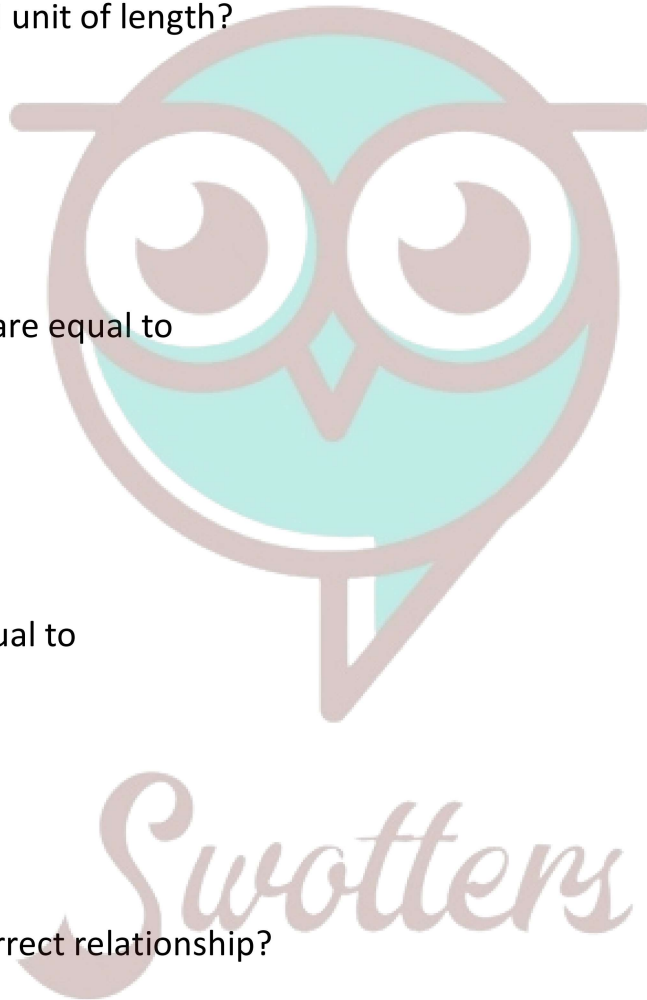 unit of length?
are equal to
ual to
Swotters
rrect relationship?